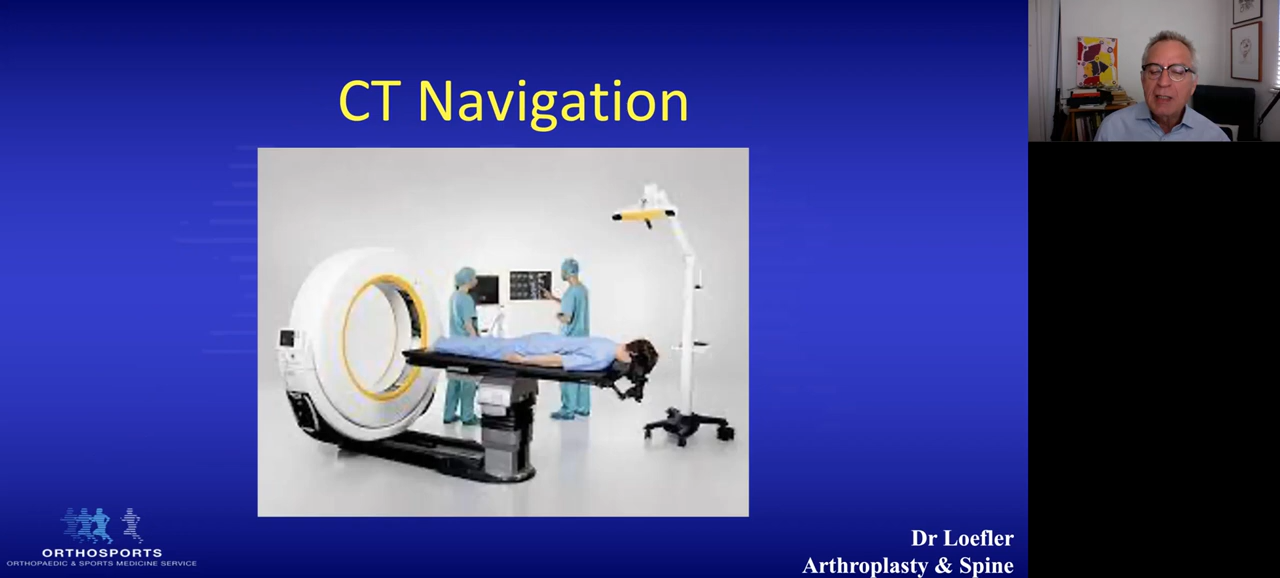 CT Navigation
ORTHOSPORTS
ORTHOPAEDIC & SPORTS MEDICINE SERVICE
Dr Loefler
Arthroplasty & Spine